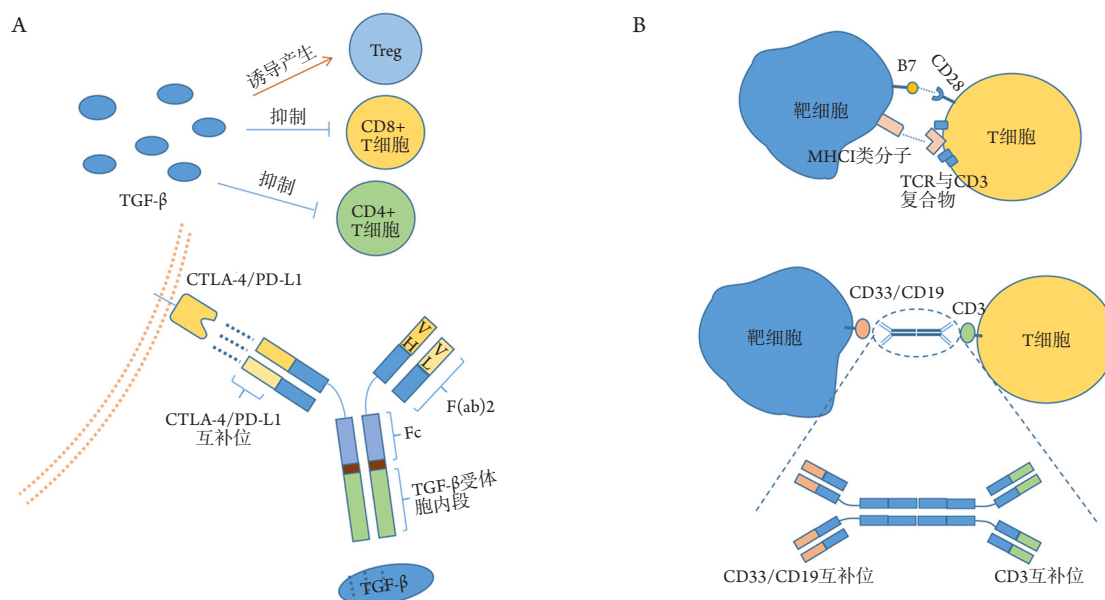 A
Treg
诱导产生
抑制
CD8+
T细胞
抑制
TGF-β
CD4+
T细胞
CTLA-4/PD-L1
V
H
V
L
F(ab)2
CTLA-4/PD-L1
互补位
Fc
TGF-β受体
胞内段
TGF-β
B
B7
CD28
靶细胞
T细胞
MHCI类分子
TCR与CD3
复合物
CD33/CD19
CD3
靶细胞
T细胞
CD33/CD19互补位
CD3互补位